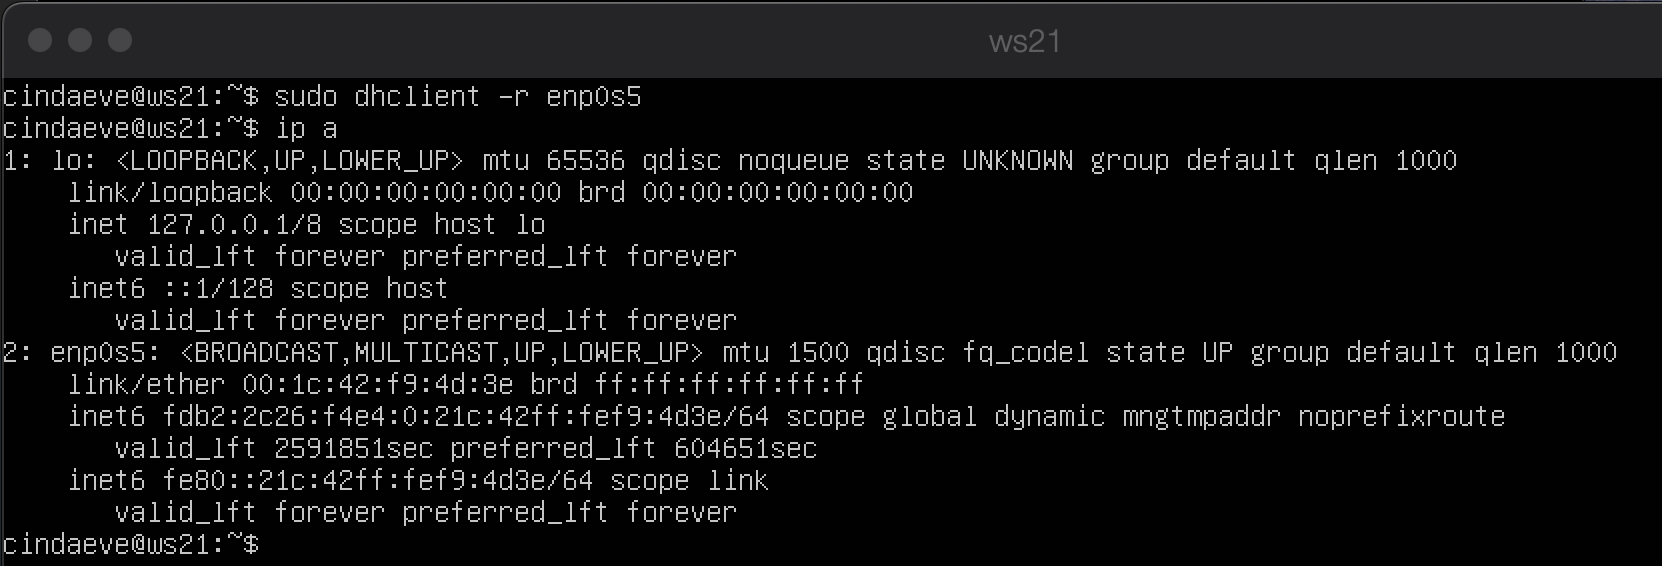 ws21
cindaeve@ws21:~$ sudo dhclient -r enp0s5
cindaeve@ws21:~$ ip a
1: lo: <LOOPBACK,UP,LOWER_UP> mtu 65536 qdisc noqueue state UNKNOWN group default qlen 1000
    link/loopback 00:00:00:00:00:00 brd 00:00:00:00:00:00
    inet 127.0.0.1/8 scope host lo
       valid_lft forever preferred_lft forever
    inet6 ::1/128 scope host
       valid_lft forever preferred_lft forever
2: enp0s5: <BROADCAST,MULTICAST,UP,LOWER_UP> mtu 1500 qdisc fq_codel state UP group default qlen 1000
    link/ether 00:1c:42:f9:4d:3e brd ff:ff:ff:ff:ff:ff
    inet6 fdb2:2c26:f4e4:0:21c:42ff:fef9:4d3e/64 scope global dynamic mngtmpaddr noprefixroute
       valid_lft 2591851sec preferred_lft 604651sec
    inet6 fe80::21c:42ff:fef9:4d3e/64 scope link
       valid_lft forever preferred_lft forever
cindaeve@ws21:~$